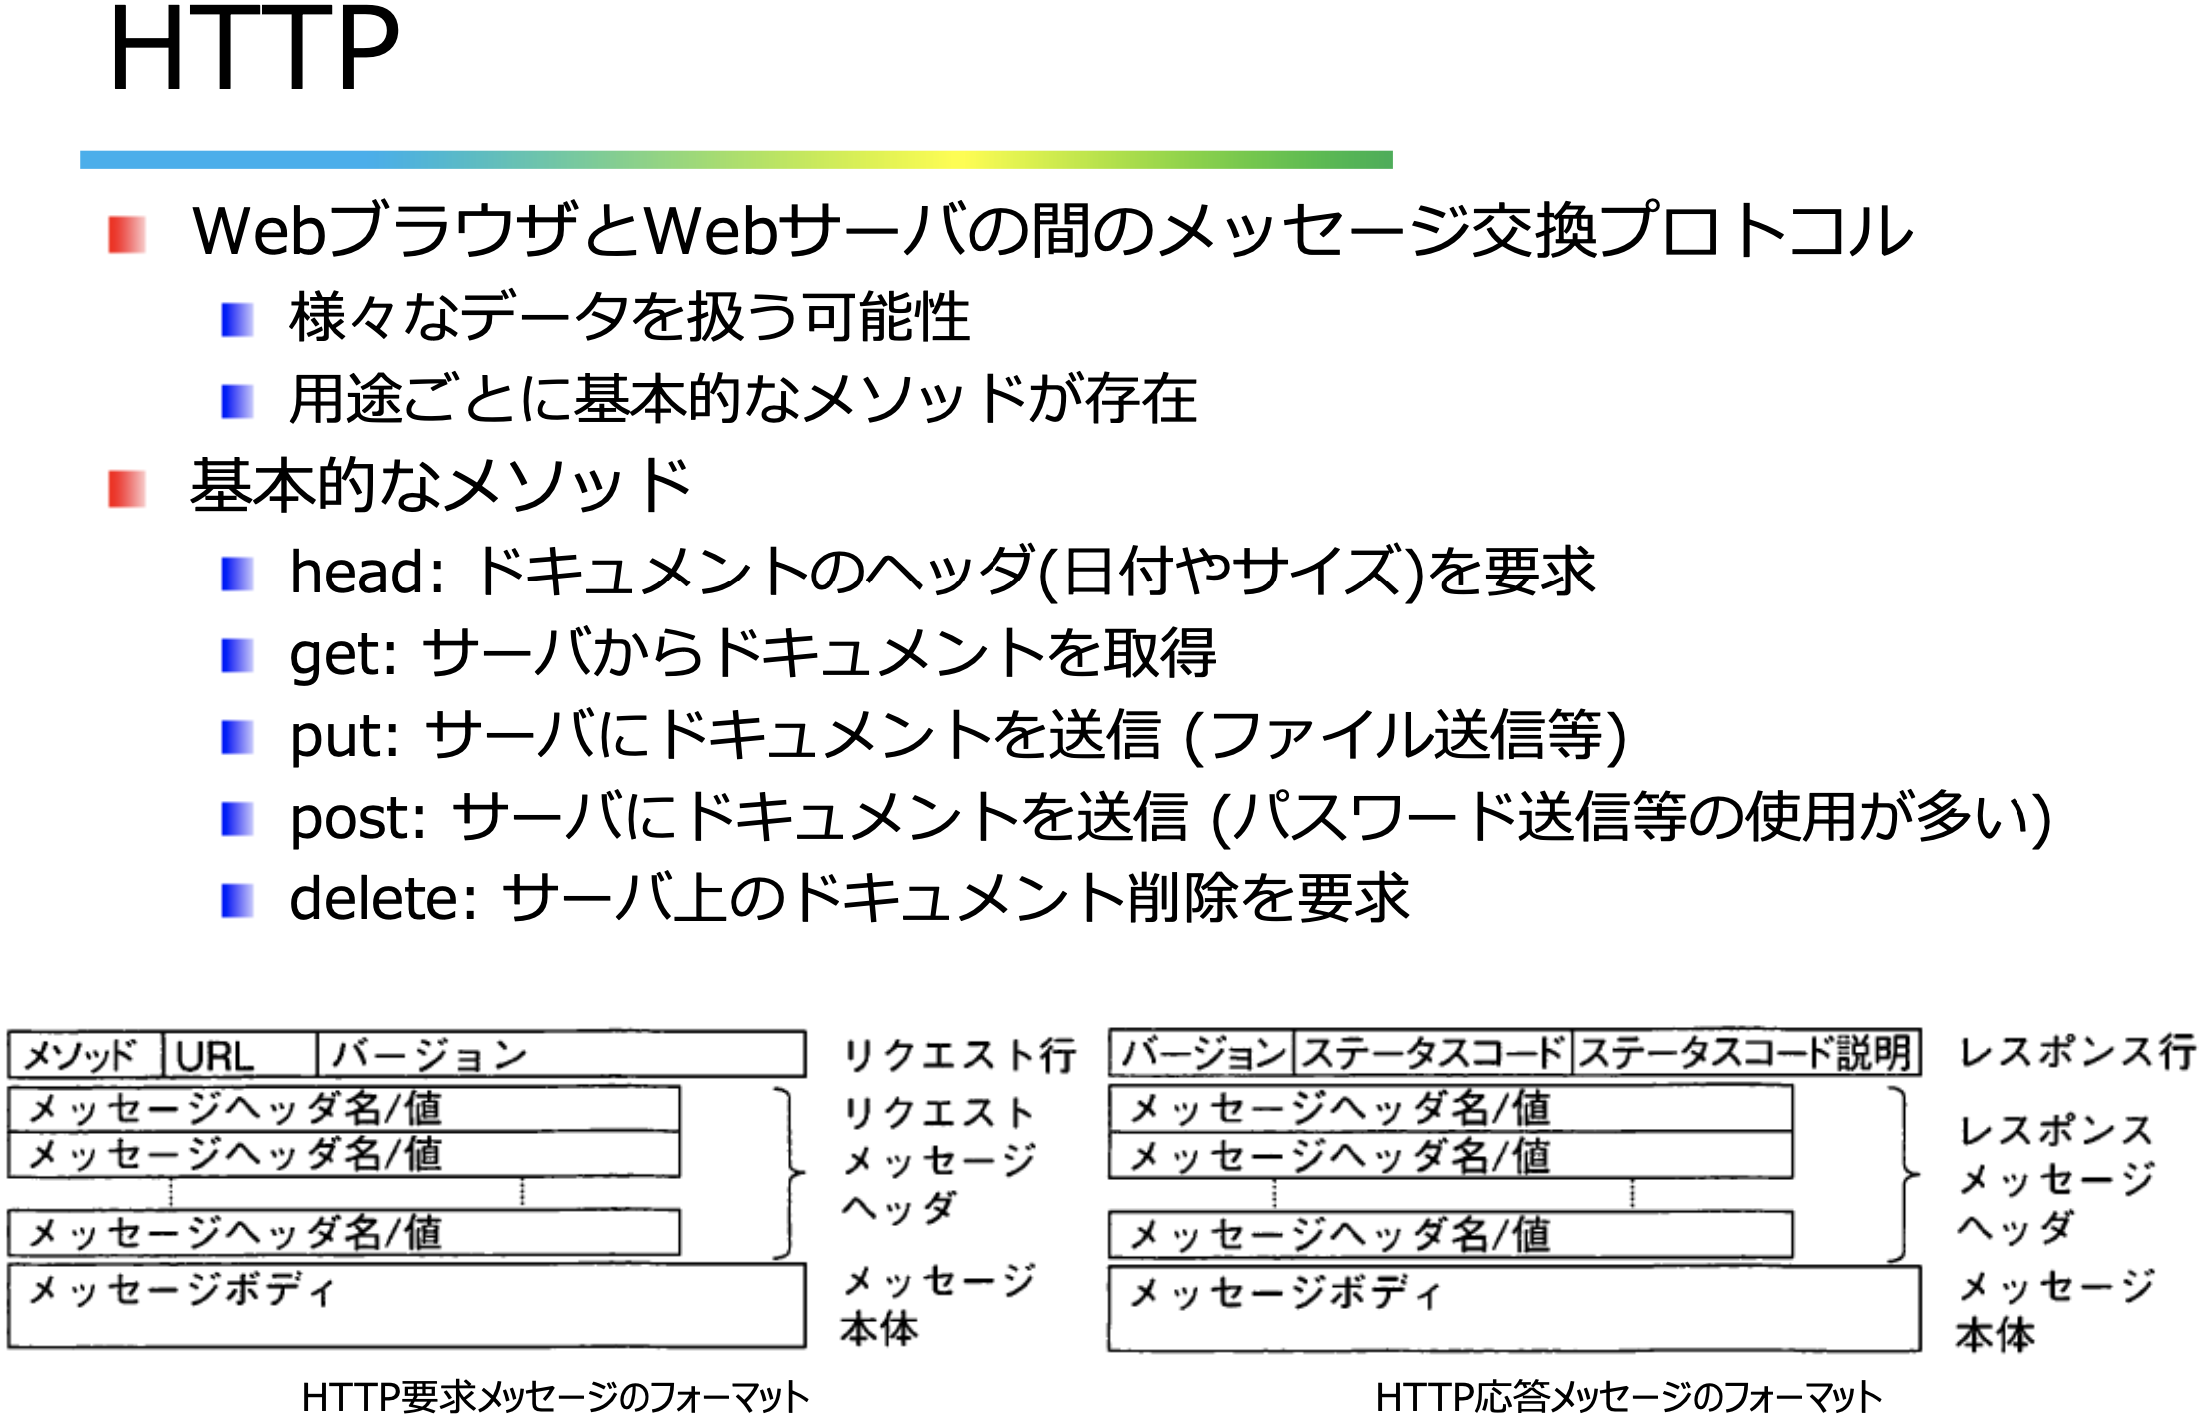 HTTP
WebブラウザとWebサーバの間のメッセージ交換プロトコル
様々なデータを扱う可能性
用途ごとに基本的なメソッドが存在
基本的なメソッド
head: ドキュメントのヘッダ(日付やサイズ)を要求
get: サーバからドキュメントを取得
put: サーバにドキュメントを送信 (ファイル送信等)
post: サーバにドキュメントを送信 (パスワード送信等の使用が多い)
delete: サーバ上のドキュメント削除を要求
メソッド URL バージョン リクエスト行
メッセージヘッダ名/値
メッセージヘッダ名/値
メッセージヘッダ名/値
リクエスト
メッセージ
ヘッダ
メッセージボディ
メッセージ
本体
HTTP要求メッセージのフォーマット
バージョン ステータスコード ステータスコード説明 レスポンス行
メッセージヘッダ名/値
メッセージヘッダ名/値
メッセージヘッダ名/値
レスポンス
メッセージ
ヘッダ
メッセージボディ
メッセージ
本体
HTTP応答メッセージのフォーマット